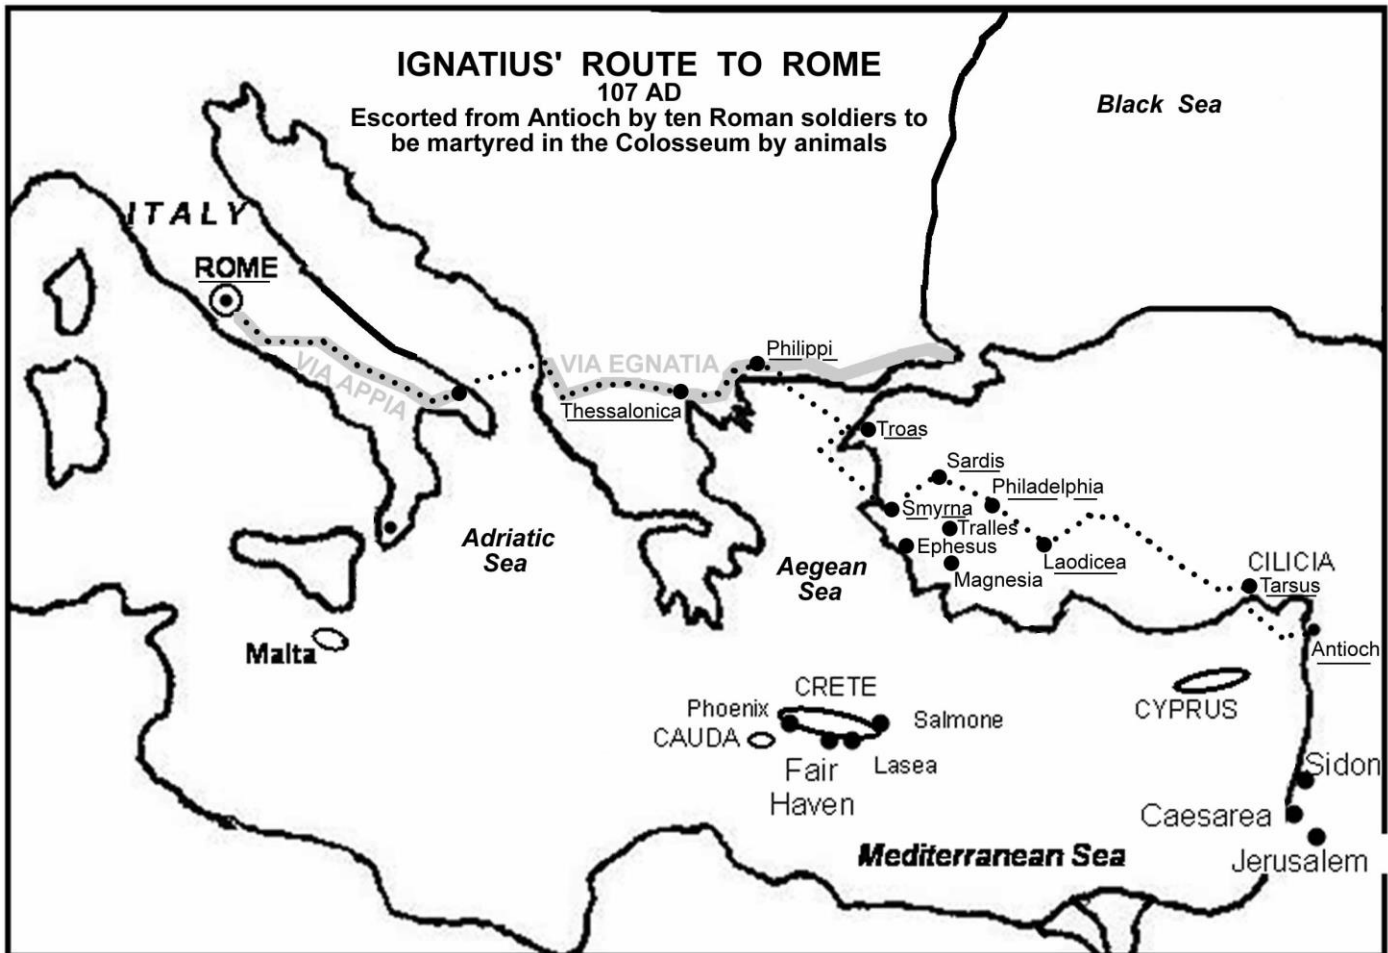 IGNATIUS' ROUTE TO ROME
107 AD
Escorted from Antioch by ten Roman soldiers to
be martyred in the Colosseum by animals
Black Sea
ITALY
ROME
VIA APPIA
VIA EGNATIA
Philippi
Thessalonica
Troas
Sardis
Philadelphia
Smyrna
Tralles
Ephesus
Laodicea
Magnesia
CILICIA
Tarsus
Antioch
Adriatic
Sea
Aegean
Sea
Malta
CRETE
Phoenix
Salmone
CAUDA
Lasea
Fair
Haven
CYPRUS
Sidon
Caesarea
Jerusalem
Mediterranean Sea